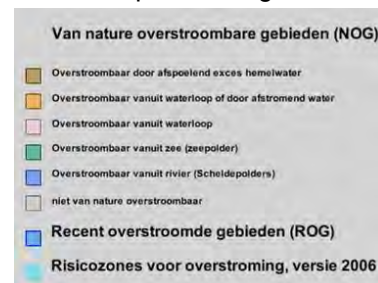 Van nature overstroombare gebieden (NOG)
Overstroombaar door afspoelend exces hemelwater
Overstroombaar vanuit waterloop of door afstromend water
Overstroombaar vanuit waterloop
Overstroombaar vanuit zee (zeepolder)
Overstroombaar vanuit rivier (Scheldepolders)
niet van nature overstroombaar
Recent overstroomde gebieden (ROG)
Risicozones voor overstroming, versie 2006